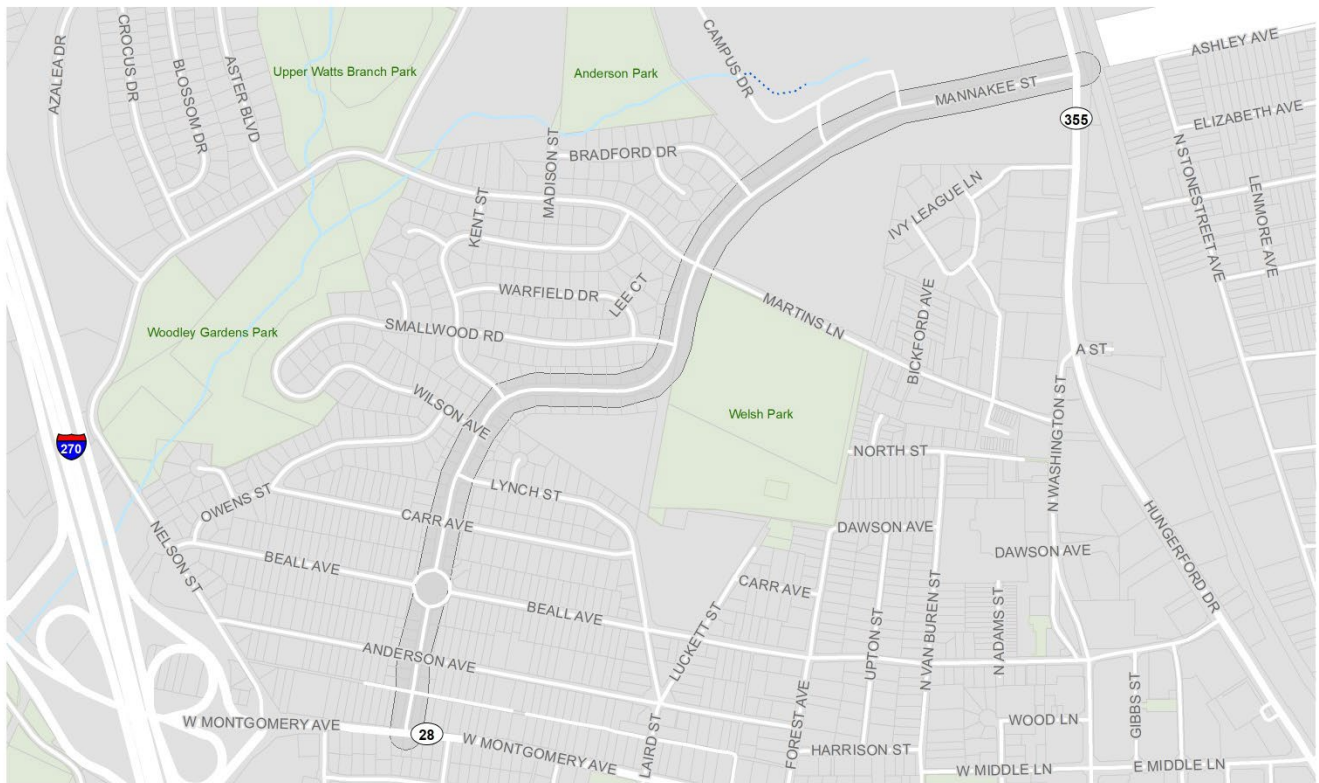 AZALEA DR
CROCUS DR
BLOSSOM DR
ASTER BLVD
Upper Watts Branch Park
Anderson Park
CAMPUS DR
MANNAKEE ST
ASHLEY AVE
355
ELIZABETH AVE
N STONESTREET AVE
LENMORE AVE
MADISON ST
BRADFORD DR
KENT ST
IVY LEAGUE LN
WARFIELD DR
LEE CT
MARTINS LN
Woodley Gardens Park
SMALLWOOD RD
BICKFORD AVE
A ST
WILSON AVE
Welsh Park
N WASHINGTON ST
270
NORTH ST
LYNCH ST
OWENS ST
CARR AVE
HUNGERFORD DR
DAWSON AVE
DAWSON AVE
NELSON ST
BEALL AVE
CARR AVE
BEALL AVE
LUCKETT ST
UPTON ST
N VAN BUREN ST
N ADAMS ST
ANDERSON AVE
FOREST AVE
GIBBS ST
W MONTGOMERY AVE
28
W MONTGOMERY AVE
LAIRD ST
HARRISON ST
WOOD LN
W MIDDLE LN
E MIDDLE LN